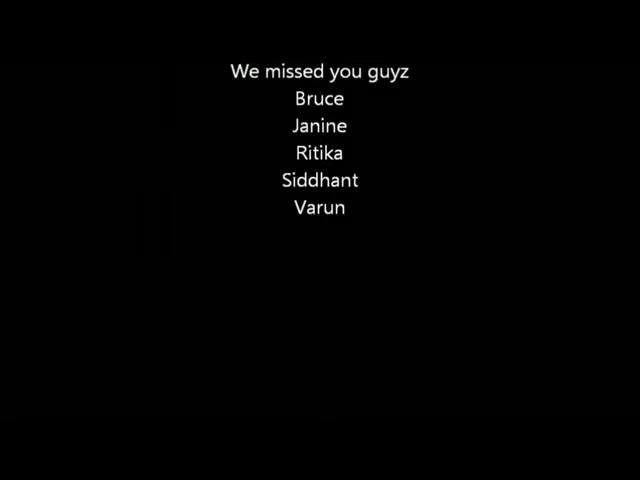 We missed you guyz
Bruce
Janine
Ritika
Siddhant
Varun